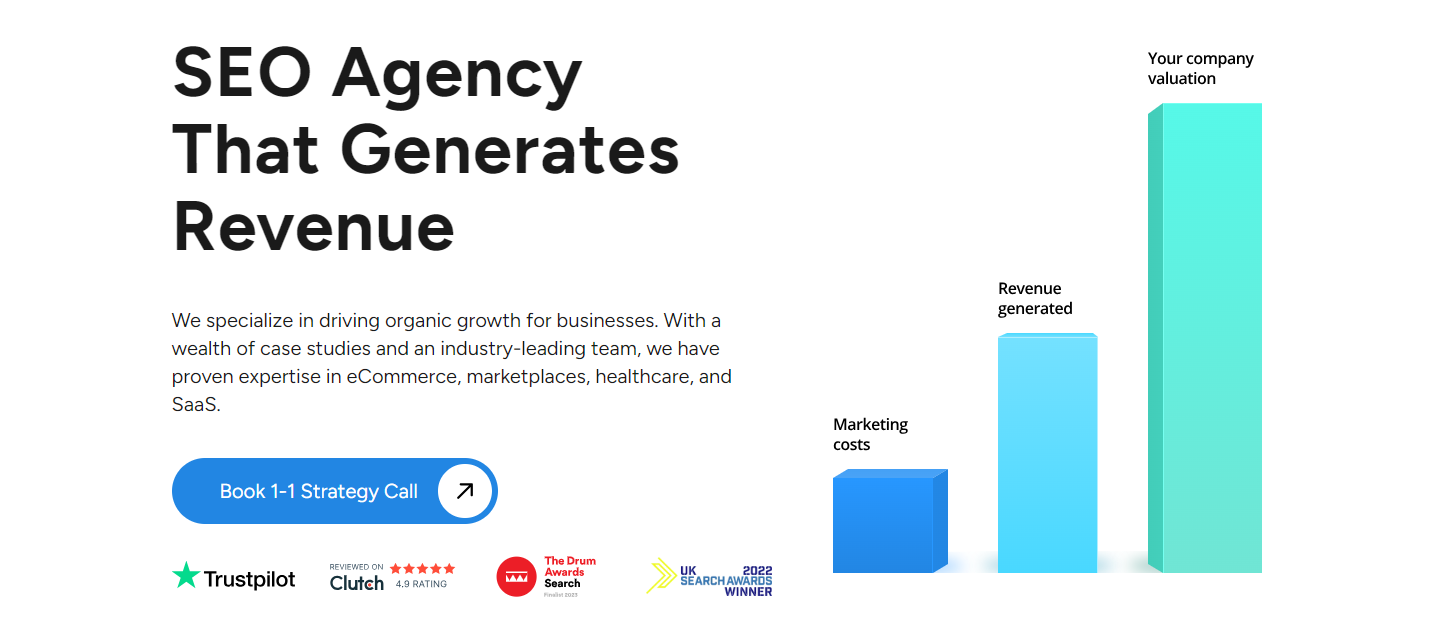 SEO Agency
That Generates
Revenue
We specialize in driving organic growth for businesses. With a
wealth of case studies and an industry-leading team, we have
proven expertise in eCommerce, marketplaces, healthcare, and
SaaS.
Book 1-1 Strategy Call
Trustpilot
REVIEWED ON
Clutch
4.9 RATING
The Drum
Awards
Search
Finalist 2023
UK 2022
SEARCH AWARDS
WINNER
Marketing
costs
Revenue
generated
Your company
valuation